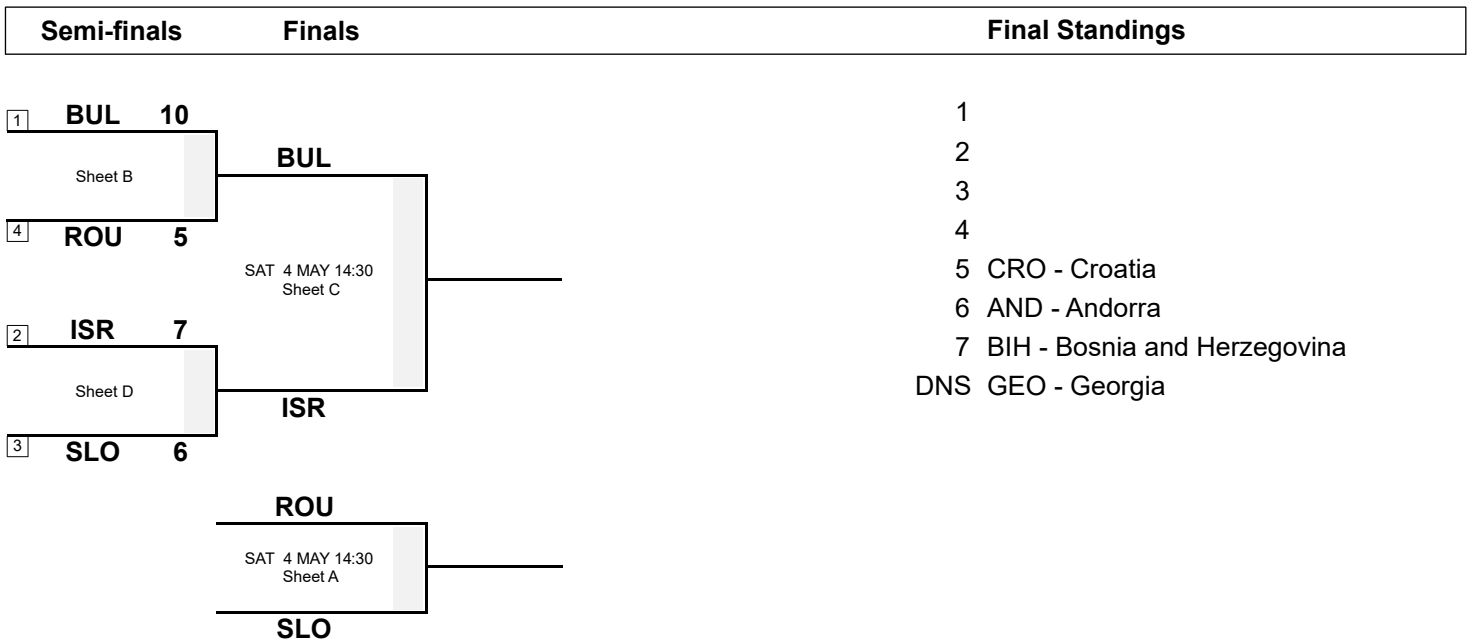 Semi-finals Finals Final Standings
1 BUL 10
Sheet B
4 ROU 5
BUL
SAT 4 MAY 14:30
Sheet C
ISR
2 ISR 7
Sheet D
3 SLO 6
ROU
SAT 4 MAY 14:30
Sheet A
SLO
1
2
3
4
5 CRO - Croatia
6 AND - Andorra
7 BIH - Bosnia and Herzegovina
DNS GEO - Georgia